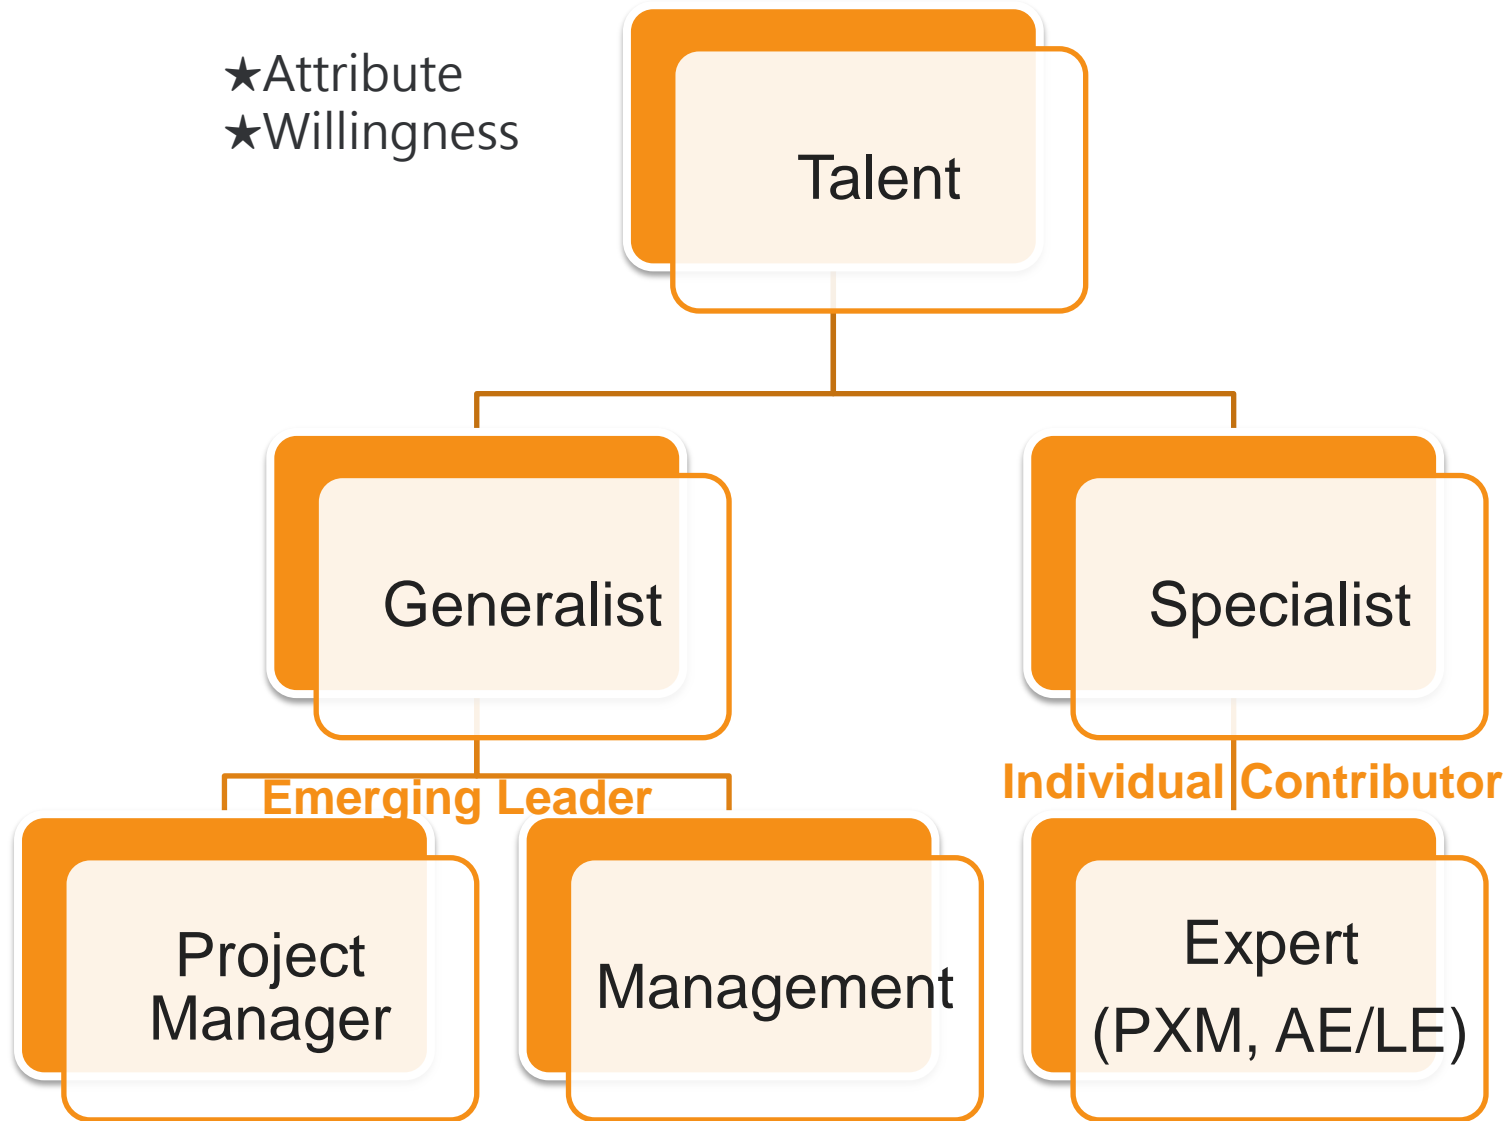 ★Attribute
★Willingness
Talent
Generalist
Specialist
Emerging Leader
Individual Contributor
Project
Manager
Management
Expert
(PXM, AE/LE)